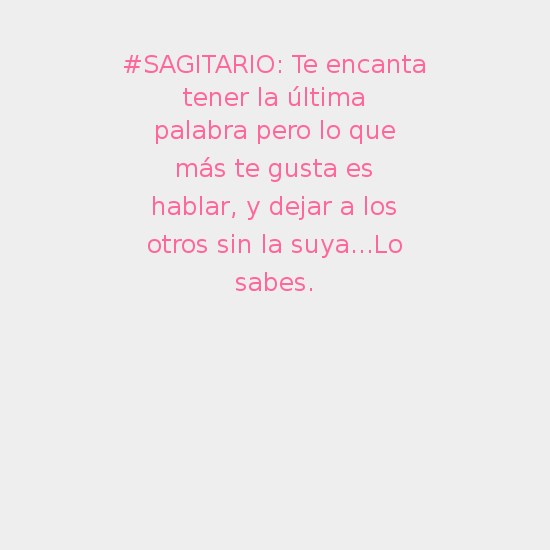 #SAGITARIO: Te encanta
tener la última
palabra pero lo que
más te gusta es
hablar, y dejar a los
otros sin la suya...Lo
sabes.